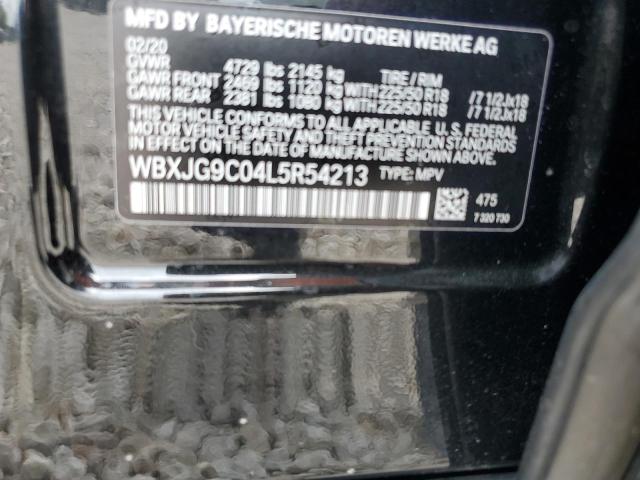 MFD BY BAYERISCHE MOTOREN WERKE AG
02/20
GVWR 4729 lbs 2145 kg TIRE / RIM
GAWR FRONT 2469 lbs 1120 kg WITH 225/50 R18 /7 1/2Jx18
GAWR REAR 2381 lbs 1080 kg WITH 225/50 R18 /7 1/2Jx18
THIS VEHICLE CONFORMS TO ALL APPLICABLE U.S. FEDERAL
MOTOR VEHICLE SAFETY, BUMPER, AND THEFT PREVENTION STANDARDS
IN EFFECT ON THE DATE OF MANUFACTURE SHOWN ABOVE.
WBXJG9C04L5R54213 TYPE: MPV
475
7 320 730